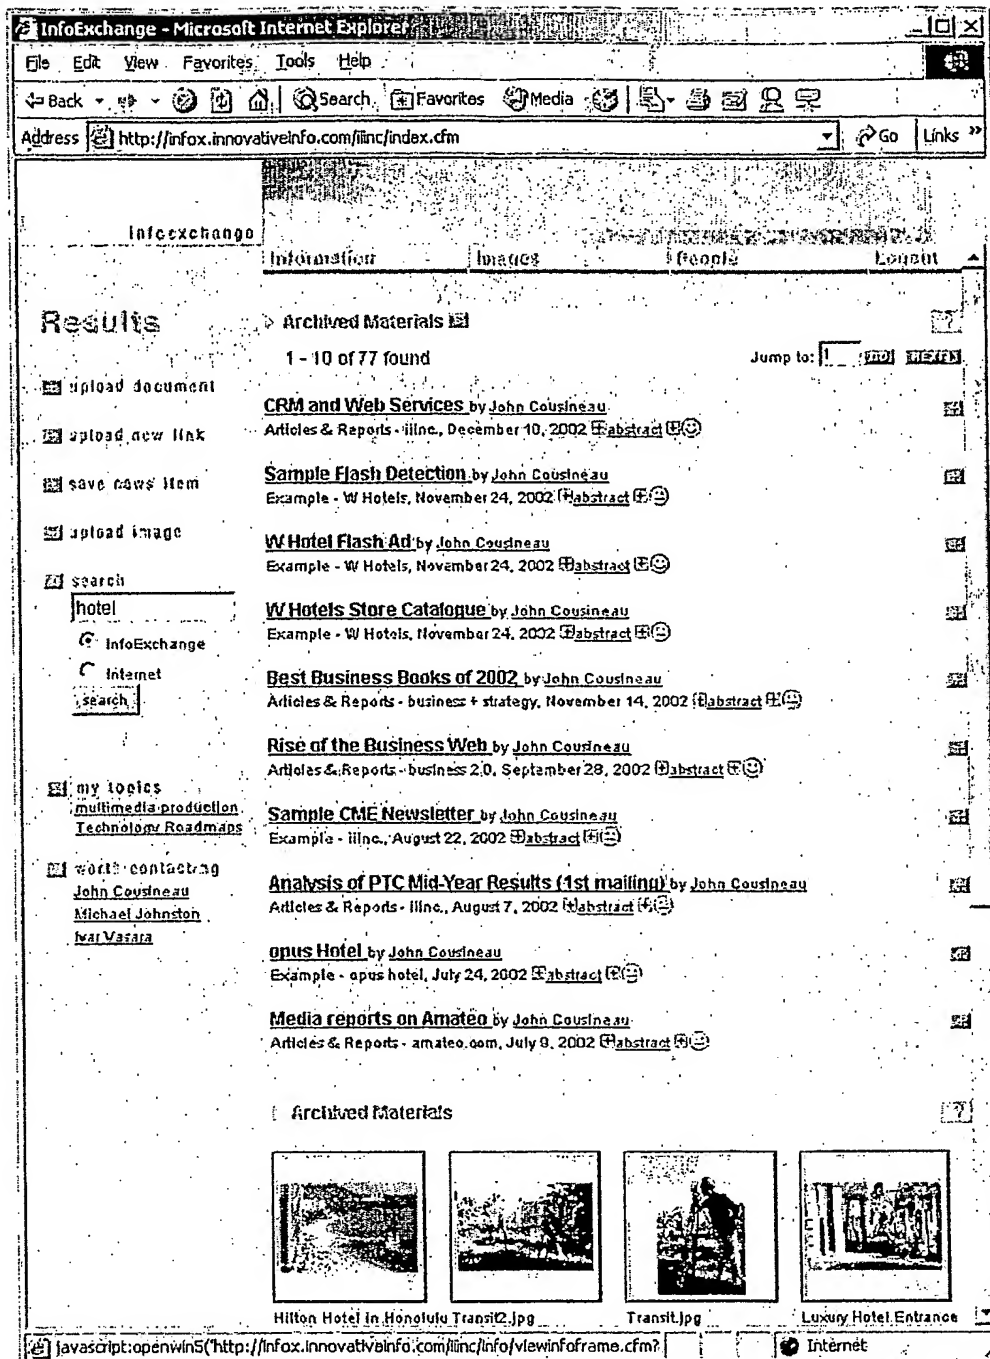 InfoExchange - Microsoft Internet Explorer
File Edit View Favorites Tools Help
Back Search Favorites Media
Address http://infox.innovativeinfo.com/iiinc/index.cfm Go Links »
Infoexchange
Information Images People Logout
Results
Archived Materials ?
1 - 10 of 77 found Jump to: 1
upload document
upload new link
save news item
upload image
search
hotel
InfoExchange
Internet
search
my topics
multimedia production
Technology Roadmaps
worth contacting
John Cousineau
Michael Johnston
Ivar Vasara
CRM and Web Services by John Cousineau
Articles & Reports - iiinc., December 10, 2002 abstract
Sample Flash Detection by John Cousineau
Example - W Hotels, November 24, 2002 abstract
W Hotel Flash Ad by John Cousineau
Example - W Hotels, November 24, 2002 abstract
W Hotels Store Catalogue by John Cousineau
Example - W Hotels, November 24, 2002 abstract
Best Business Books of 2002 by John Cousineau
Articles & Reports - business + strategy, November 14, 2002 abstract
Rise of the Business Web by John Cousineau
Articles & Reports - business 2.0, September 28, 2002 abstract
Sample CME Newsletter by John Cousineau
Example - iiinc., August 22, 2002 abstract
Analysis of PTC Mid-Year Results (1st mailing) by John Cousineau
Articles & Reports - iiinc., August 7, 2002 abstract
opus Hotel by John Cousineau
Example - opus hotel, July 24, 2002 abstract
Media reports on Amateo by John Cousineau
Articles & Reports - amateo.com, July 9, 2002 abstract
Archived Materials ?
Hilton Hotel in Honolulu Transit2.jpg Transit.jpg Luxury Hotel Entrance
javascript:openwin5('http://infox.innovativeinfo.com/iiinc/info/viewinfoframe.cfm? Internet